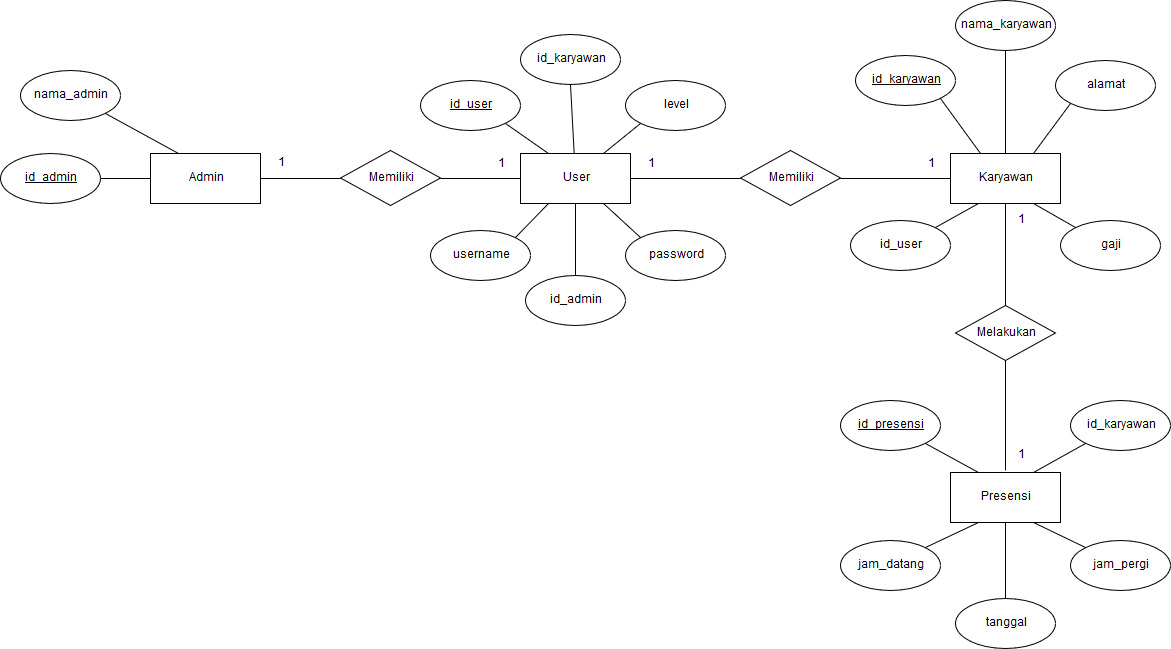 nama_karyawan
id_karyawan
id_karyawan
alamat
nama_admin
id_user
level
1
1
1
1
id_admin
Admin
Memiliki
User
Memiliki
Karyawan
1
id_user
gaji
username
password
id_admin
Melakukan
id_presensi
id_karyawan
1
Presensi
jam_datang
jam_pergi
tanggal